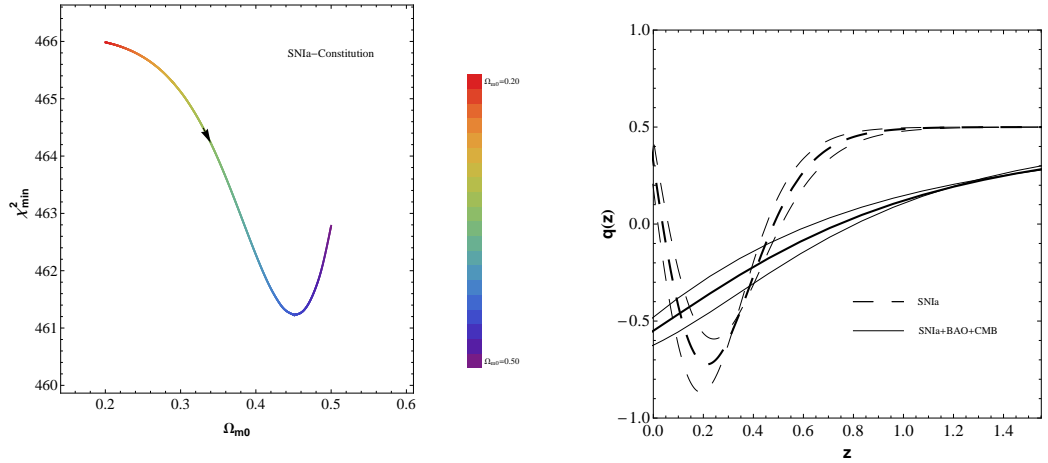 SNIa−Constitution
466
465
464
463
462
461
460
χ²min
0.2 0.3 0.4 0.5 0.6
Ωm0
Ωm0=0.20
Ωm0=0.50
1.0
0.5
0.0
−0.5
−1.0
q(z)
SNIa
SNIa+BAO+CMB
0.0 0.2 0.4 0.6 0.8 1.0 1.2 1.4
z